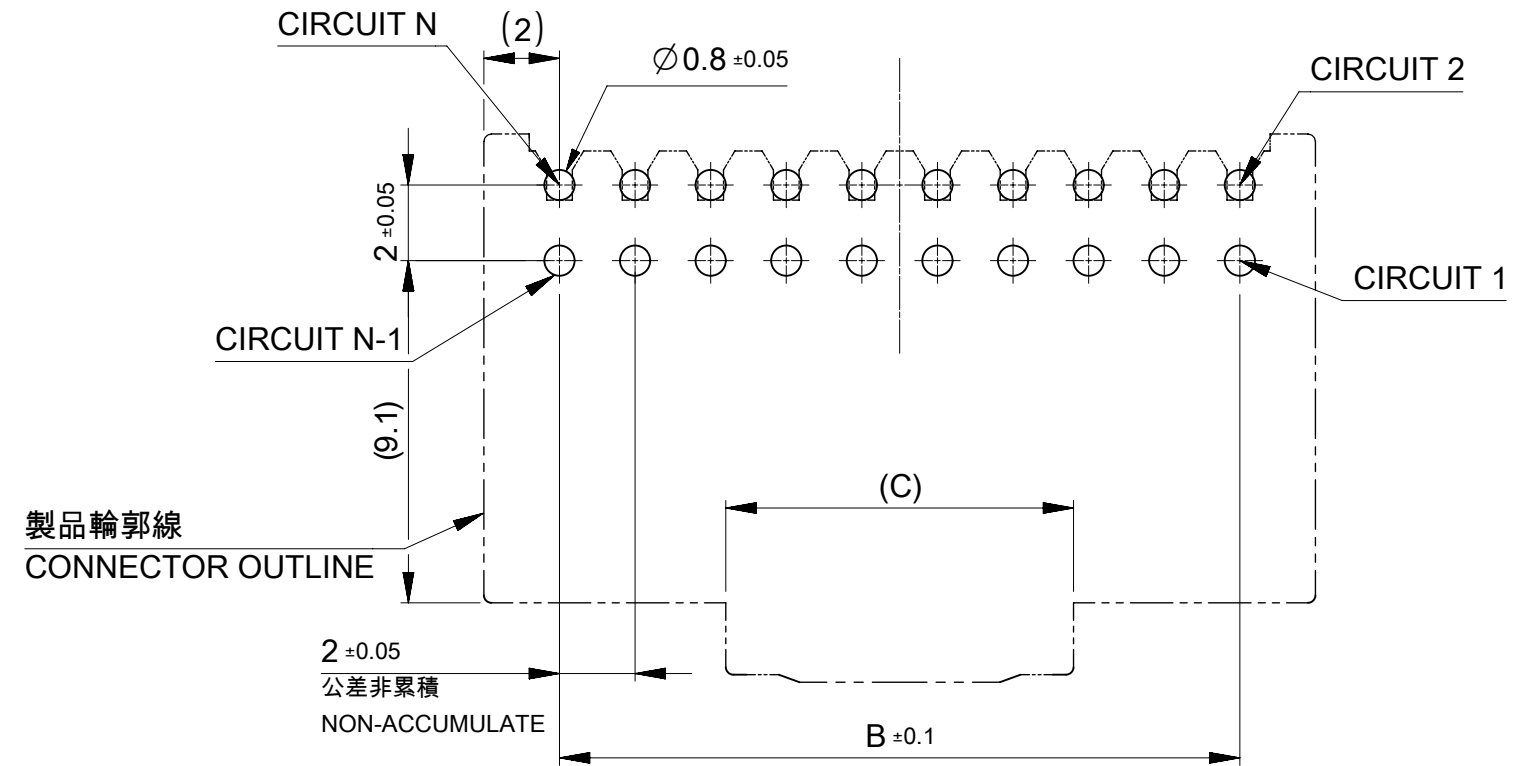 CIRCUIT N
(2)
∅0.8 ±0.05
CIRCUIT 2
2 ±0.05
CIRCUIT 1
CIRCUIT N-1
(9.1)
(C)
製品輪郭線
CONNECTOR OUTLINE
2 ±0.05
公差非累積
NON-ACCUMULATE
B ±0.1